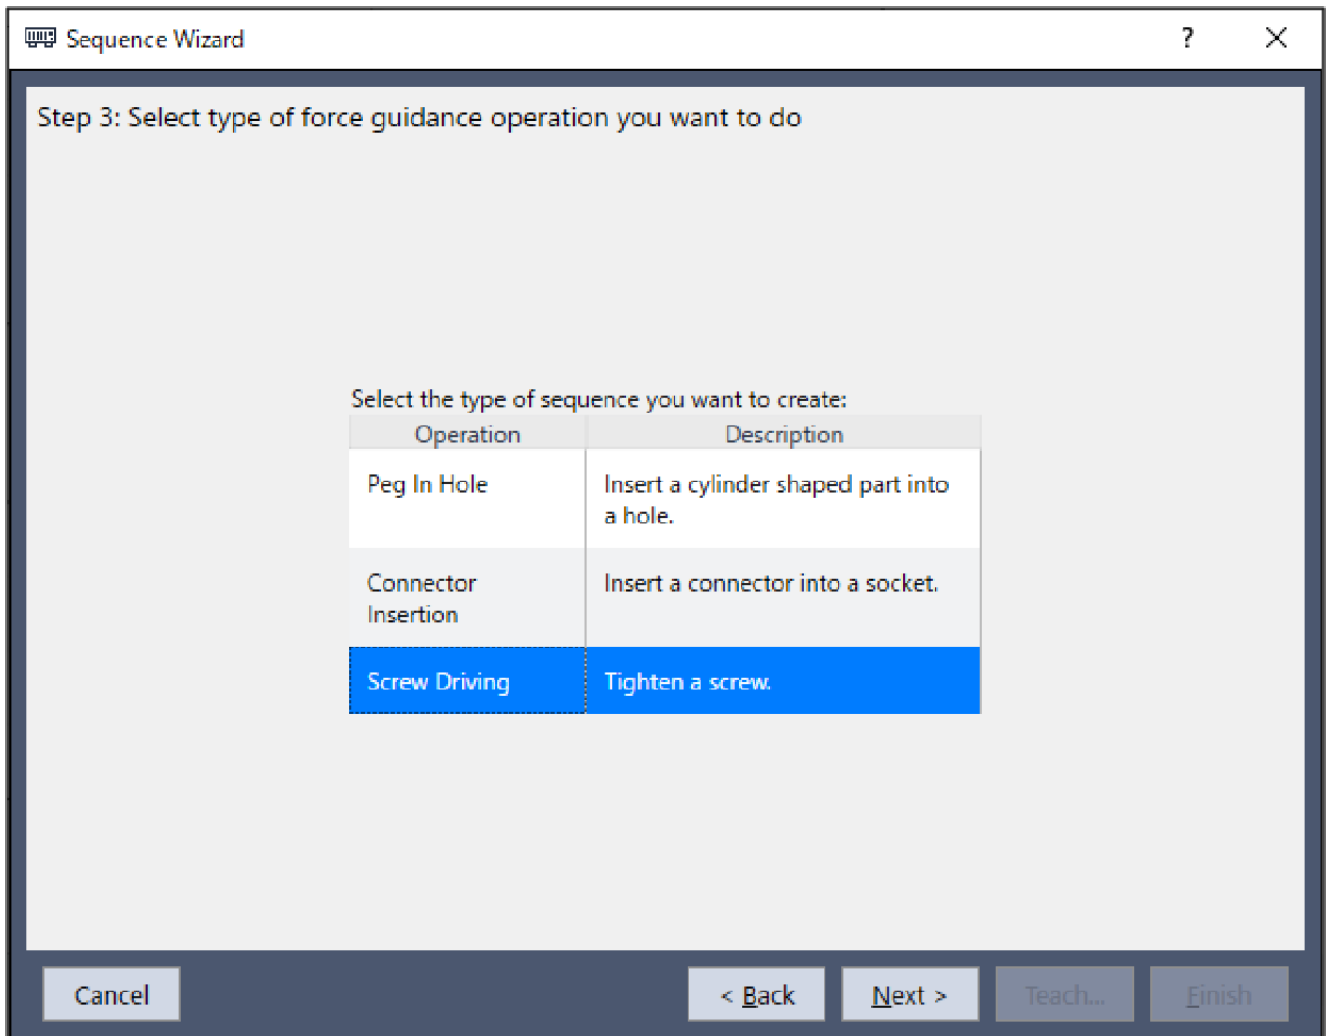 Sequence Wizard ?
Step 3: Select type of force guidance operation you want to do
Select the type of sequence you want to create:
Operation Description
Peg In Hole Insert a cylinder shaped part into
a hole.
Connector Insert a connector into a socket.
Insertion
Screw Driving Tighten a screw.
Cancel < Back Next > Teach... Finish